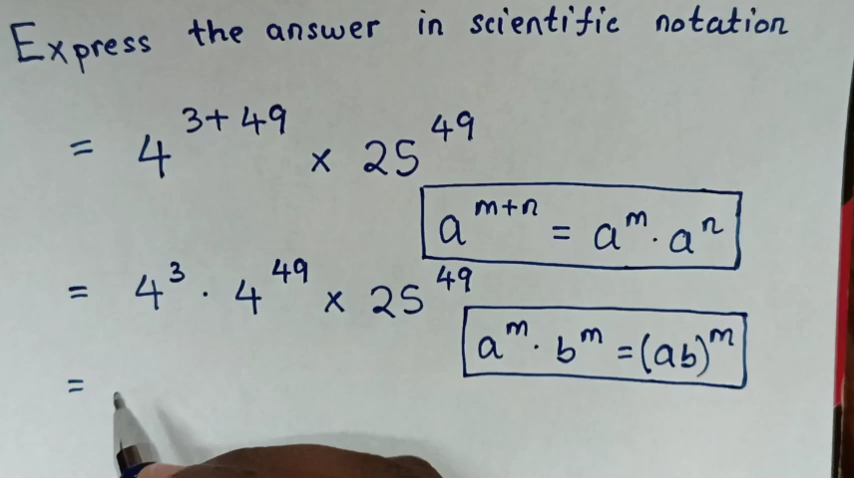 Express the answer in scientific notation
= 4^{3+49} × 25^{49}
a^{m+n} = a^m · a^n
= 4^3 · 4^{49} × 25^{49}
a^m · b^m = (ab)^m
=